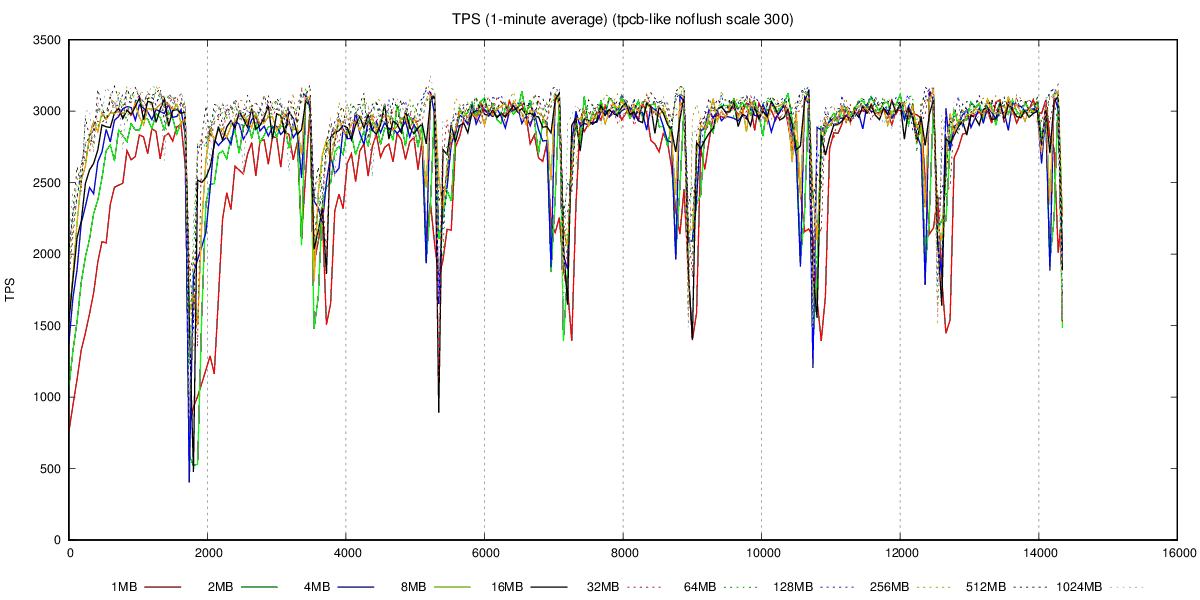 TPS (1-minute average) (tpcb-like noflush scale 300)
3500
3000
2500
2000
1500
1000
500
0
TPS
0 2000 4000 6000 8000 10000 12000 14000 16000
1MB 2MB 4MB 8MB 16MB 32MB 64MB 128MB 256MB 512MB 1024MB